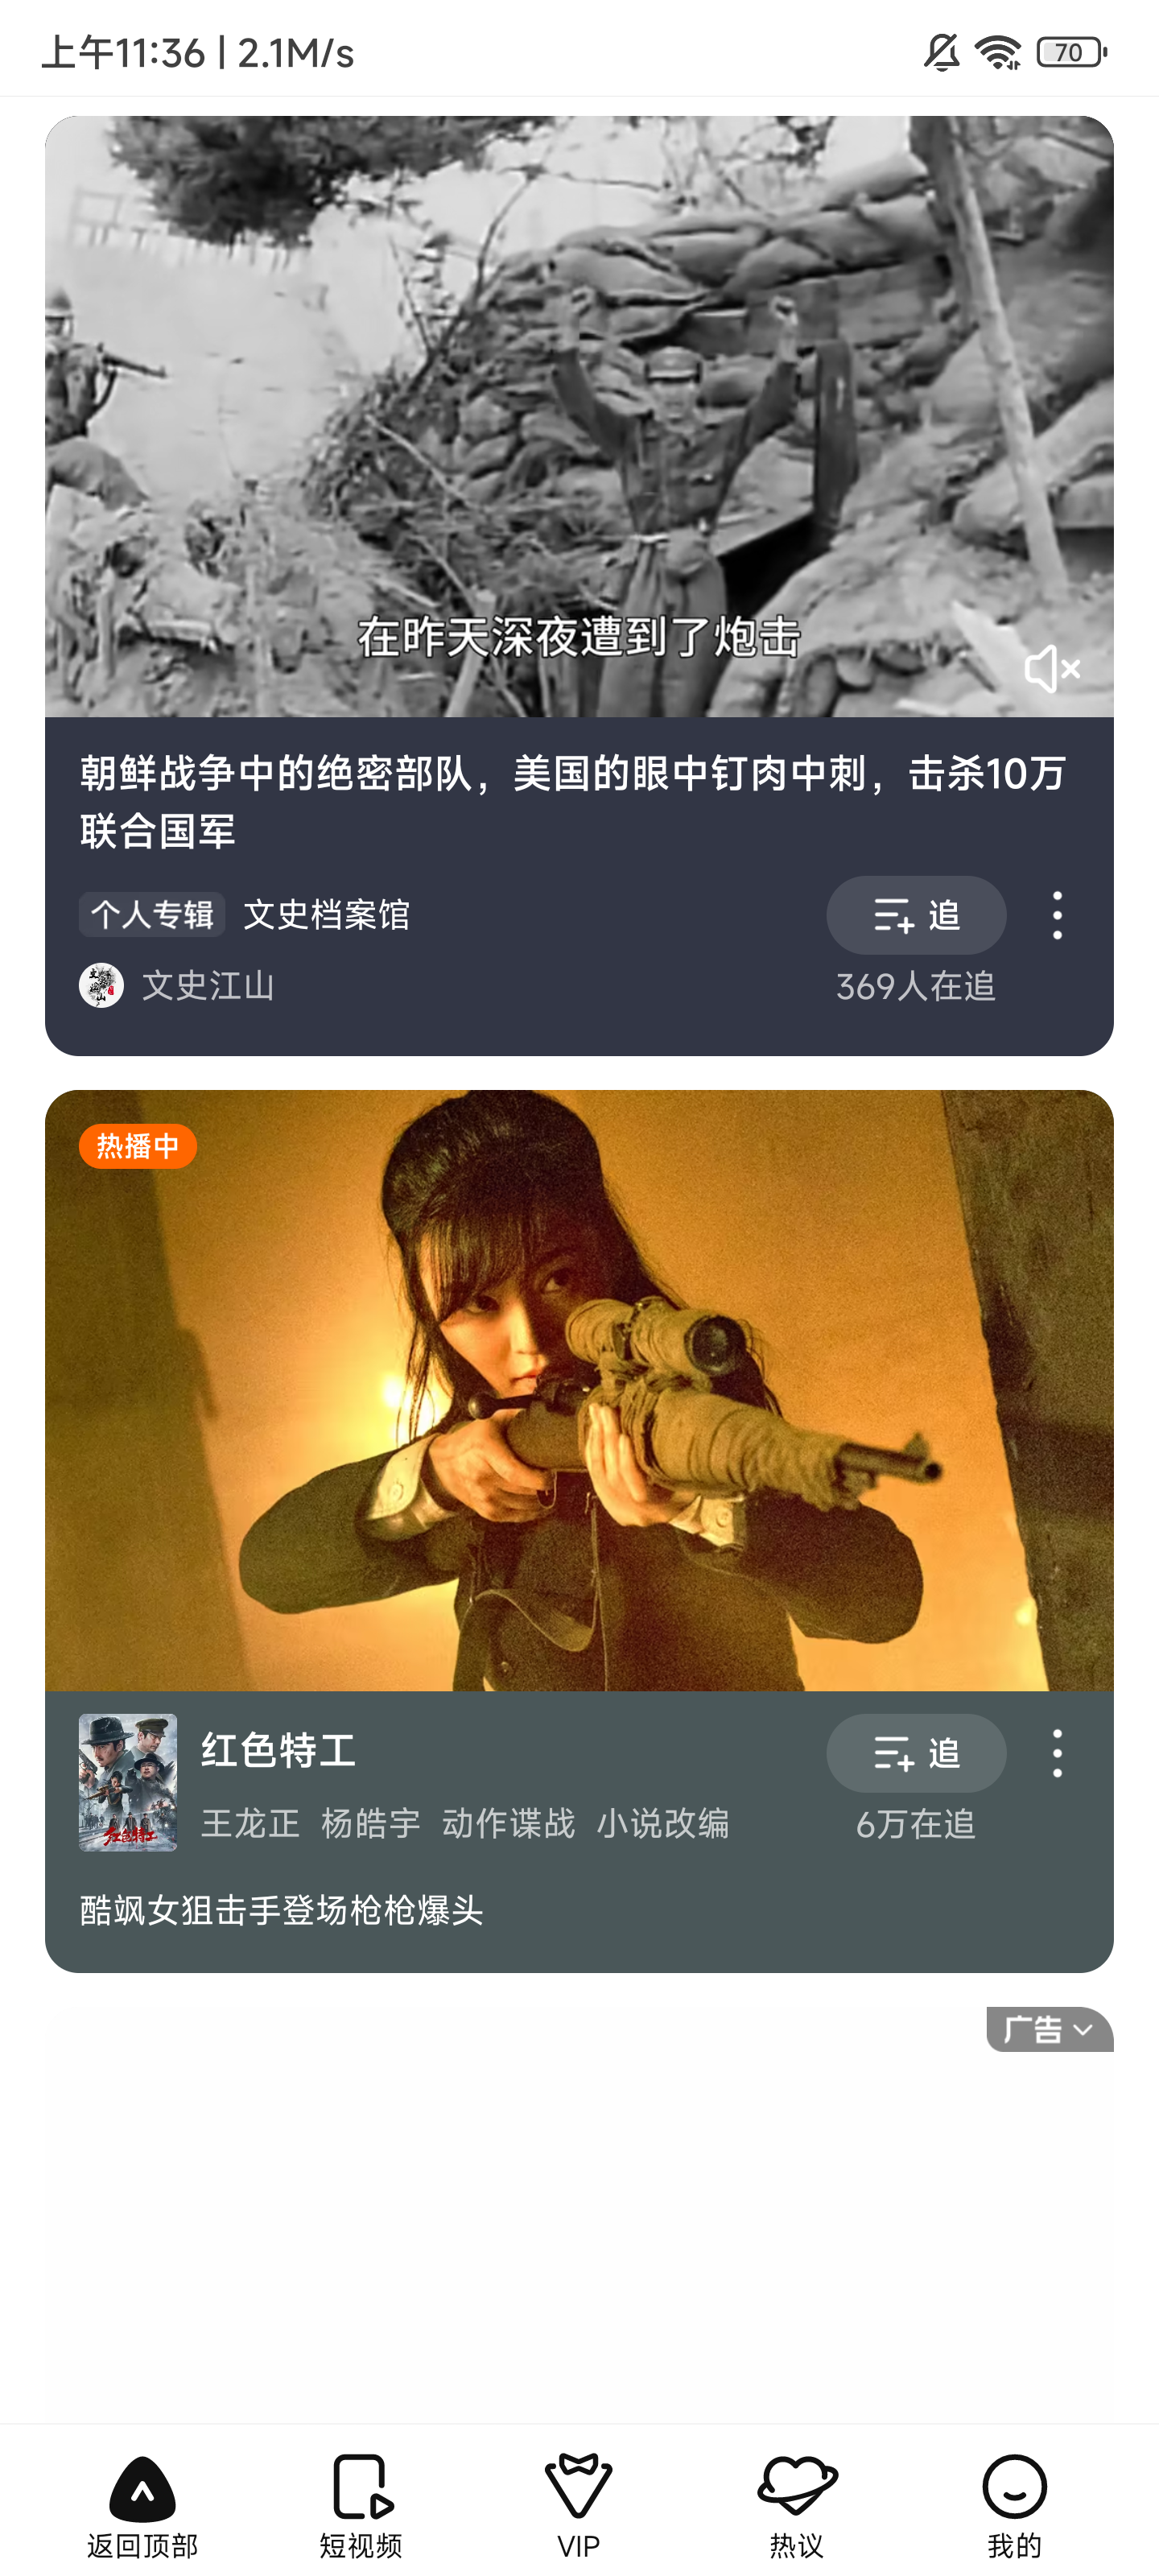 上午11:36 | 2.1M/s
70
在昨天深夜遭到了炮击
朝鲜战争中的绝密部队，美国的眼中钉肉中刺，击杀10万
联合国军
个人专辑 文史档案馆
追
文史江山
369人在追
热播中
红色特工
追
王龙正 杨皓宇 动作谍战 小说改编
6万在追
红色特工
酷飒女狙击手登场枪枪爆头
广告
返回顶部
短视频
VIP
热议
我的